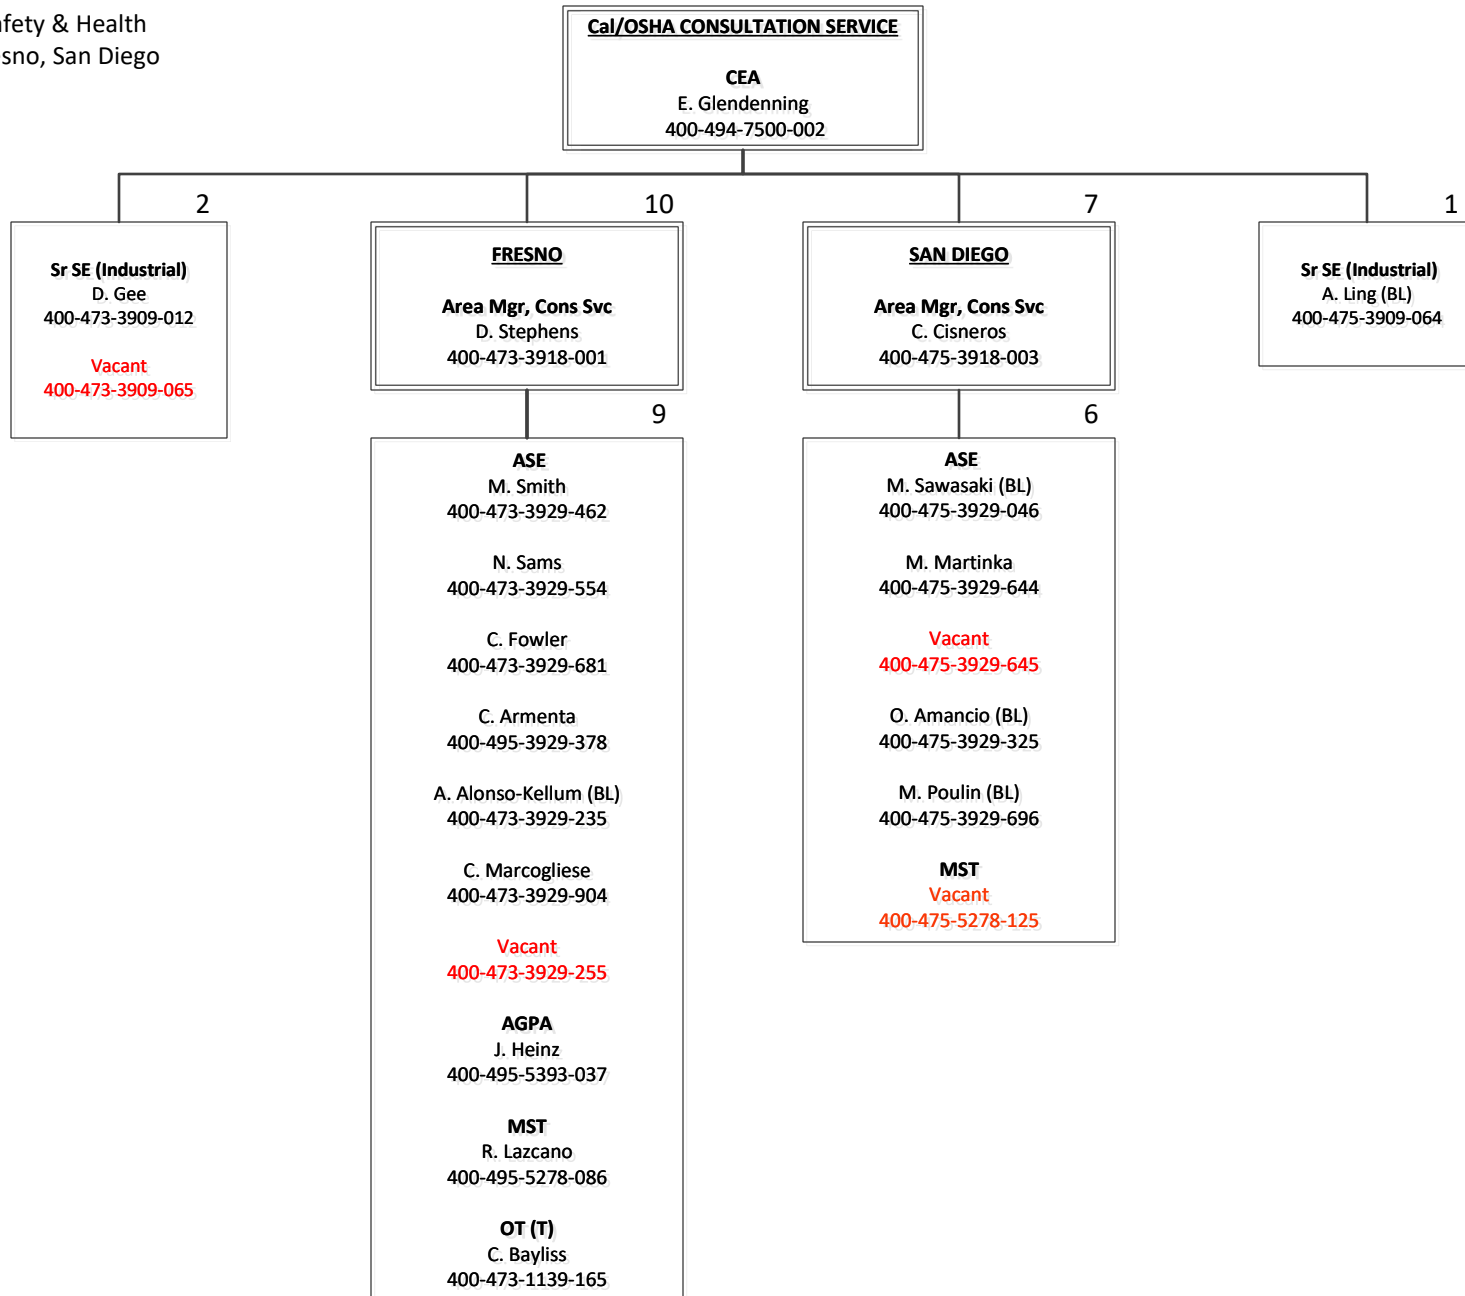 fety & Health
sno, San Diego
Cal/OSHA CONSULTATION SERVICE
CEA
E. Glendenning
400-494-7500-002
2
Sr SE (Industrial)
D. Gee
400-473-3909-012
Vacant
400-473-3909-065
10
FRESNO
Area Mgr, Cons Svc
D. Stephens
400-473-3918-001
9
ASE
M. Smith
400-473-3929-462
N. Sams
400-473-3929-554
C. Fowler
400-473-3929-681
C. Armenta
400-495-3929-378
A. Alonso-Kellum (BL)
400-473-3929-235
C. Marcogliese
400-473-3929-904
Vacant
400-473-3929-255
AGPA
J. Heinz
400-495-5393-037
MST
R. Lazcano
400-495-5278-086
OT (T)
C. Bayliss
400-473-1139-165
7
SAN DIEGO
Area Mgr, Cons Svc
C. Cisneros
400-475-3918-003
6
ASE
M. Sawasaki (BL)
400-475-3929-046
M. Martinka
400-475-3929-644
Vacant
400-475-3929-645
O. Amancio (BL)
400-475-3929-325
M. Poulin (BL)
400-475-3929-696
MST
Vacant
400-475-5278-125
1
Sr SE (Industrial)
A. Ling (BL)
400-475-3909-064